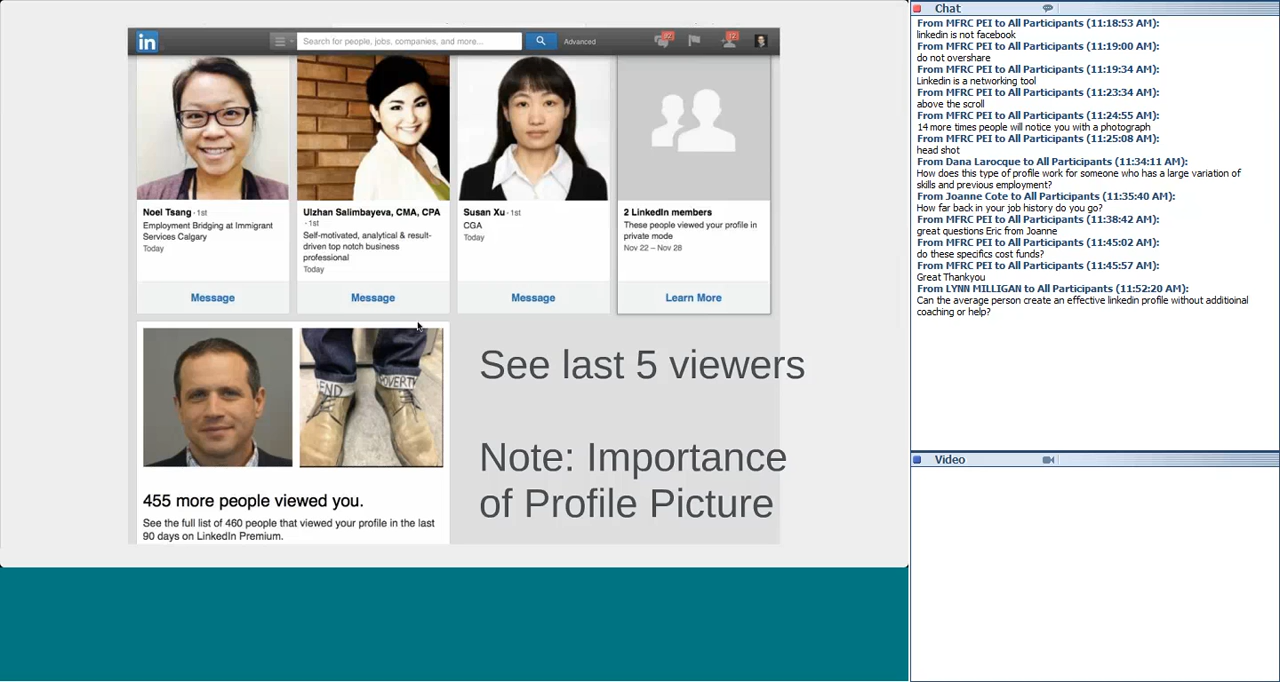 in
Search for people, jobs, companies, and more...
Advanced
92
12
Noel Tsang · 1st
Employment Bridging at Immigrant
Services Calgary
Today
Message
Ulzhan Salimbayeva, CMA, CPA
· 1st
Self-motivated, analytical & result-
driven top notch business
professional
Today
Message
Susan Xu · 1st
CGA
Today
Message
2 LinkedIn members
These people viewed your profile in
private mode
Nov 22 – Nov 28
Learn More
END
POVERTY
455 more people viewed you.
See the full list of 460 people that viewed your profile in the last
90 days on LinkedIn Premium.
See last 5 viewers
Note: Importance
of Profile Picture
Chat
From MFRC PEI to All Participants (11:18:53 AM):
linkedin is not facebook
From MFRC PEI to All Participants (11:19:00 AM):
do not overshare
From MFRC PEI to All Participants (11:19:34 AM):
Linkedin is a networking tool
From MFRC PEI to All Participants (11:23:34 AM):
above the scroll
From MFRC PEI to All Participants (11:24:55 AM):
14 more times people will notice you with a photograph
From MFRC PEI to All Participants (11:25:08 AM):
head shot
From Dana Larocque to All Participants (11:34:11 AM):
How does this type of profile work for someone who has a large variation of
skills and previous employment?
From Joanne Cote to All Participants (11:35:40 AM):
How far back in your job history do you go?
From MFRC PEI to All Participants (11:38:42 AM):
great questions Eric from Joanne
From MFRC PEI to All Participants (11:45:02 AM):
do these specifics cost funds?
From MFRC PEI to All Participants (11:45:57 AM):
Great Thankyou
From LYNN MILLIGAN to All Participants (11:52:20 AM):
Can the average person create an effective linkedin profile without additioinal
coaching or help?
Video